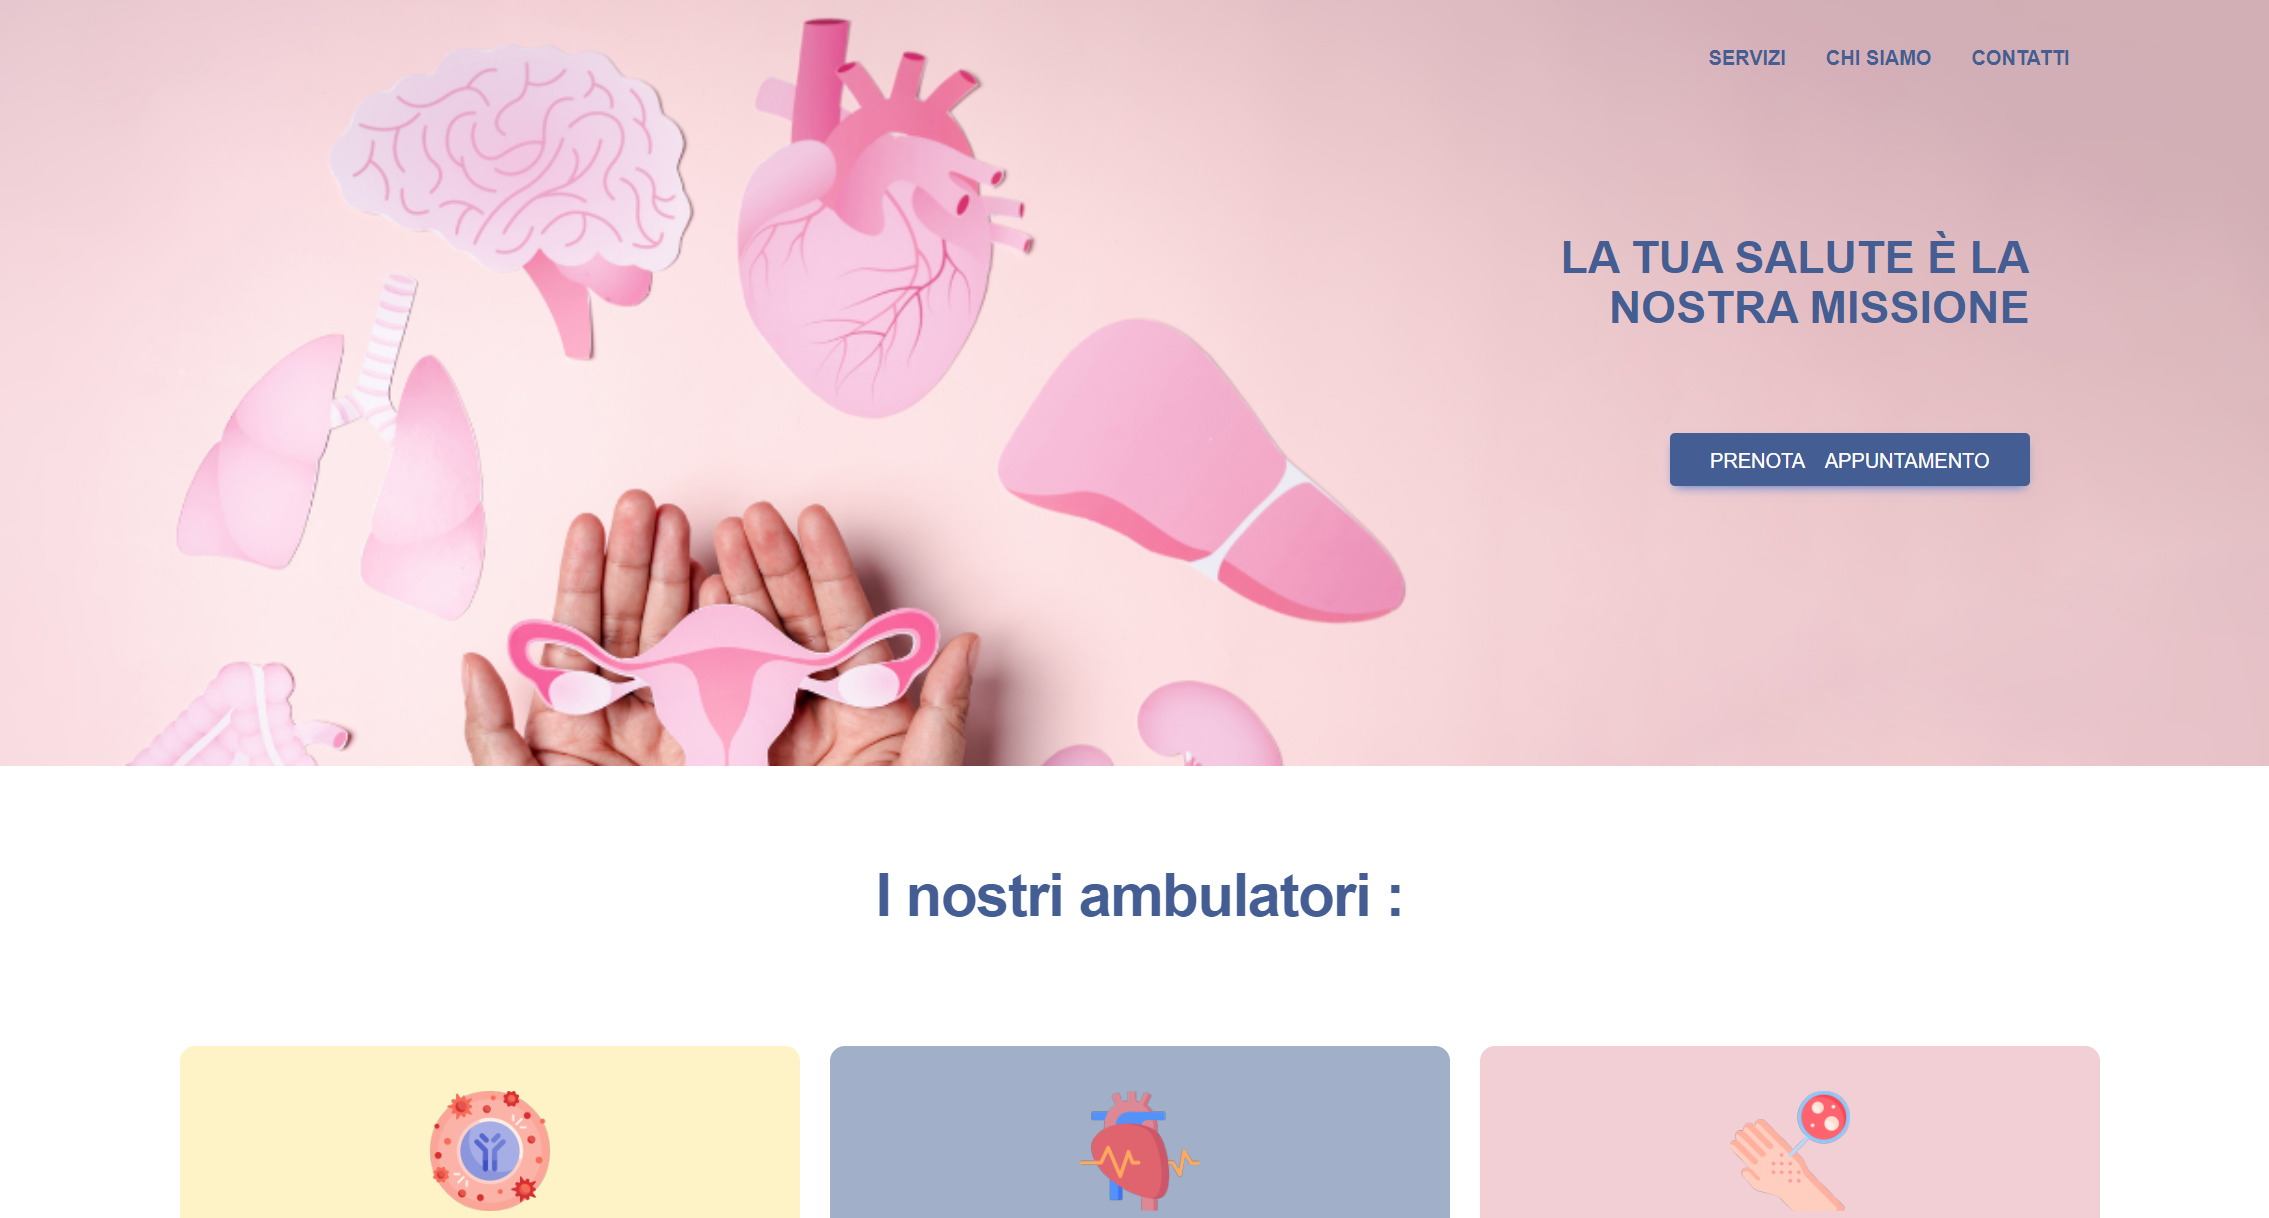 SERVIZI CHI SIAMO CONTATTI
LA TUA SALUTE È LA
NOSTRA MISSIONE
PRENOTA APPUNTAMENTO
I nostri ambulatori :